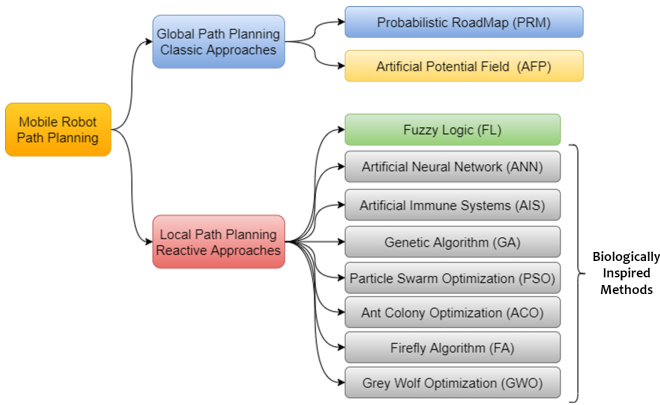 Mobile Robot
Path Planning
Global Path Planning
Classic Approaches
Probabilistic RoadMap (PRM)
Artificial Potential Field (AFP)
Local Path Planning
Reactive Approaches
Fuzzy Logic (FL)
Artificial Neural Network (ANN)
Artificial Immune Systems (AIS)
Genetic Algorithm (GA)
Particle Swarm Optimization (PSO)
Ant Colony Optimization (ACO)
Firefly Algorithm (FA)
Grey Wolf Optimization (GWO)
Biologically
Inspired
Methods